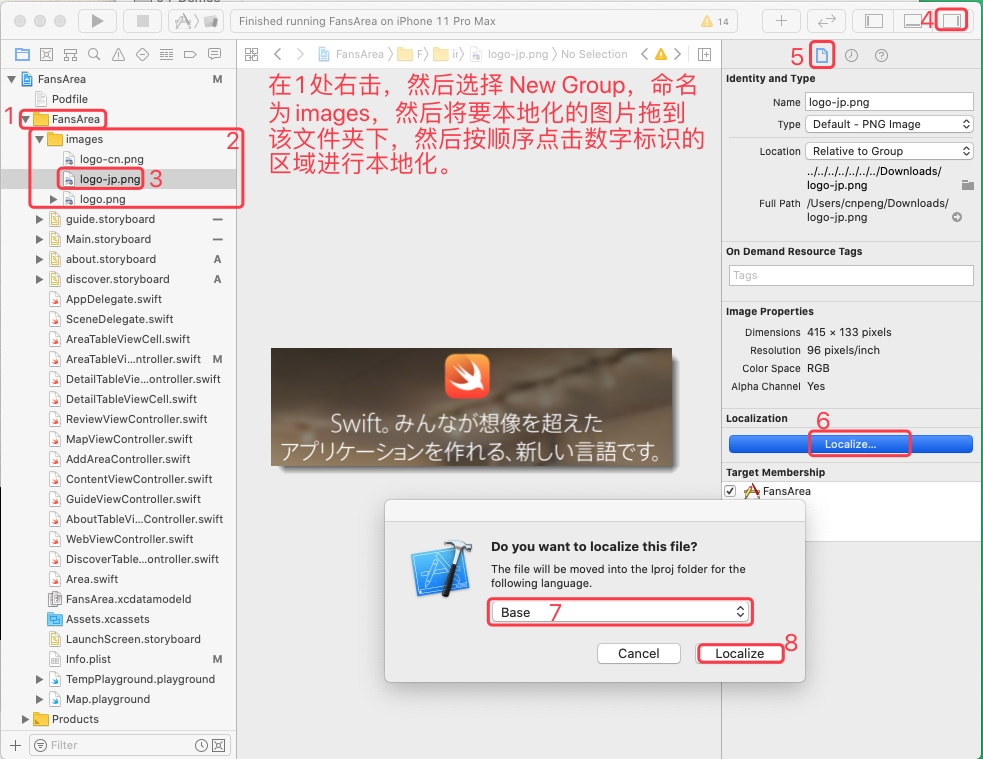 Finished running FansArea on iPhone 11 Pro Max
14
4
FansArea
F
ii
logo-jp.png
No Selection
5
FansArea M
Podfile
1
FansArea
images
2
logo-cn.png
logo-jp.png
3
logo.png
guide.storyboard
Main.storyboard
about.storyboard A
discover.storyboard A
AppDelegate.swift
SceneDelegate.swift
AreaTableViewCell.swift
AreaTableVi...ntroller.swift M
DetailTableVie...ontroller.swift
DetailTableViewCell.swift
ReviewViewController.swift
MapViewController.swift
AddAreaController.swift
ContentViewController.swift
GuideViewController.swift
AboutTableVi...Controller.swift
WebViewController.swift
DiscoverTable...ontroller.swift
Area.swift
FansArea.xcdatamodeld
Assets.xcassets
LaunchScreen.storyboard
Info.plist M
TempPlayground.playground
Map.playground
Products
Filter
在1处右击，然后选择 New Group，命名
为 images，然后将要本地化的图片拖到
该文件夹下，然后按顺序点击数字标识的
区域进行本地化。
Swift。みんなが想像を超えた
アプリケーションを作れる、新しい言語です。
Identity and Type
Name logo-jp.png
Type Default - PNG Image
Location Relative to Group
../../../../../../../Downloads/
logo-jp.png
Full Path /Users/cnpeng/Downloads/
logo-jp.png
On Demand Resource Tags
Tags
Image Properties
Dimensions 415 × 133 pixels
Resolution 96 pixels/inch
Color Space RGB
Alpha Channel Yes
Localization
6
Localize...
Target Membership
FansArea
Do you want to localize this file?
The file will be moved into the lproj folder for the
following language.
Base
7
Cancel
Localize
8